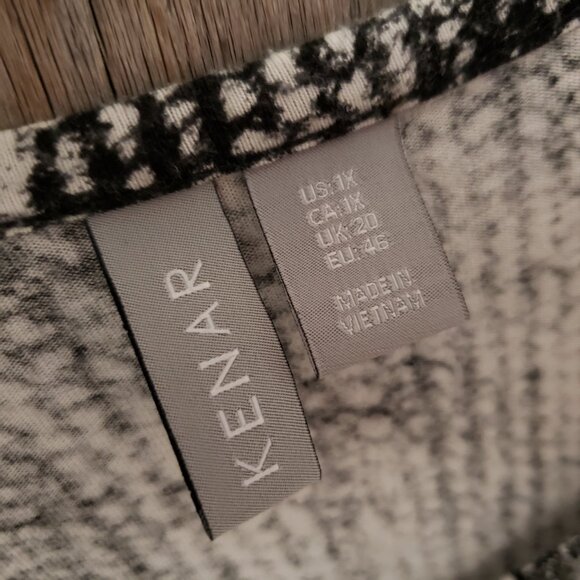 KENAR
US:1X
CA:1X
UK:20
EU:46
MADE IN
VIETNAM